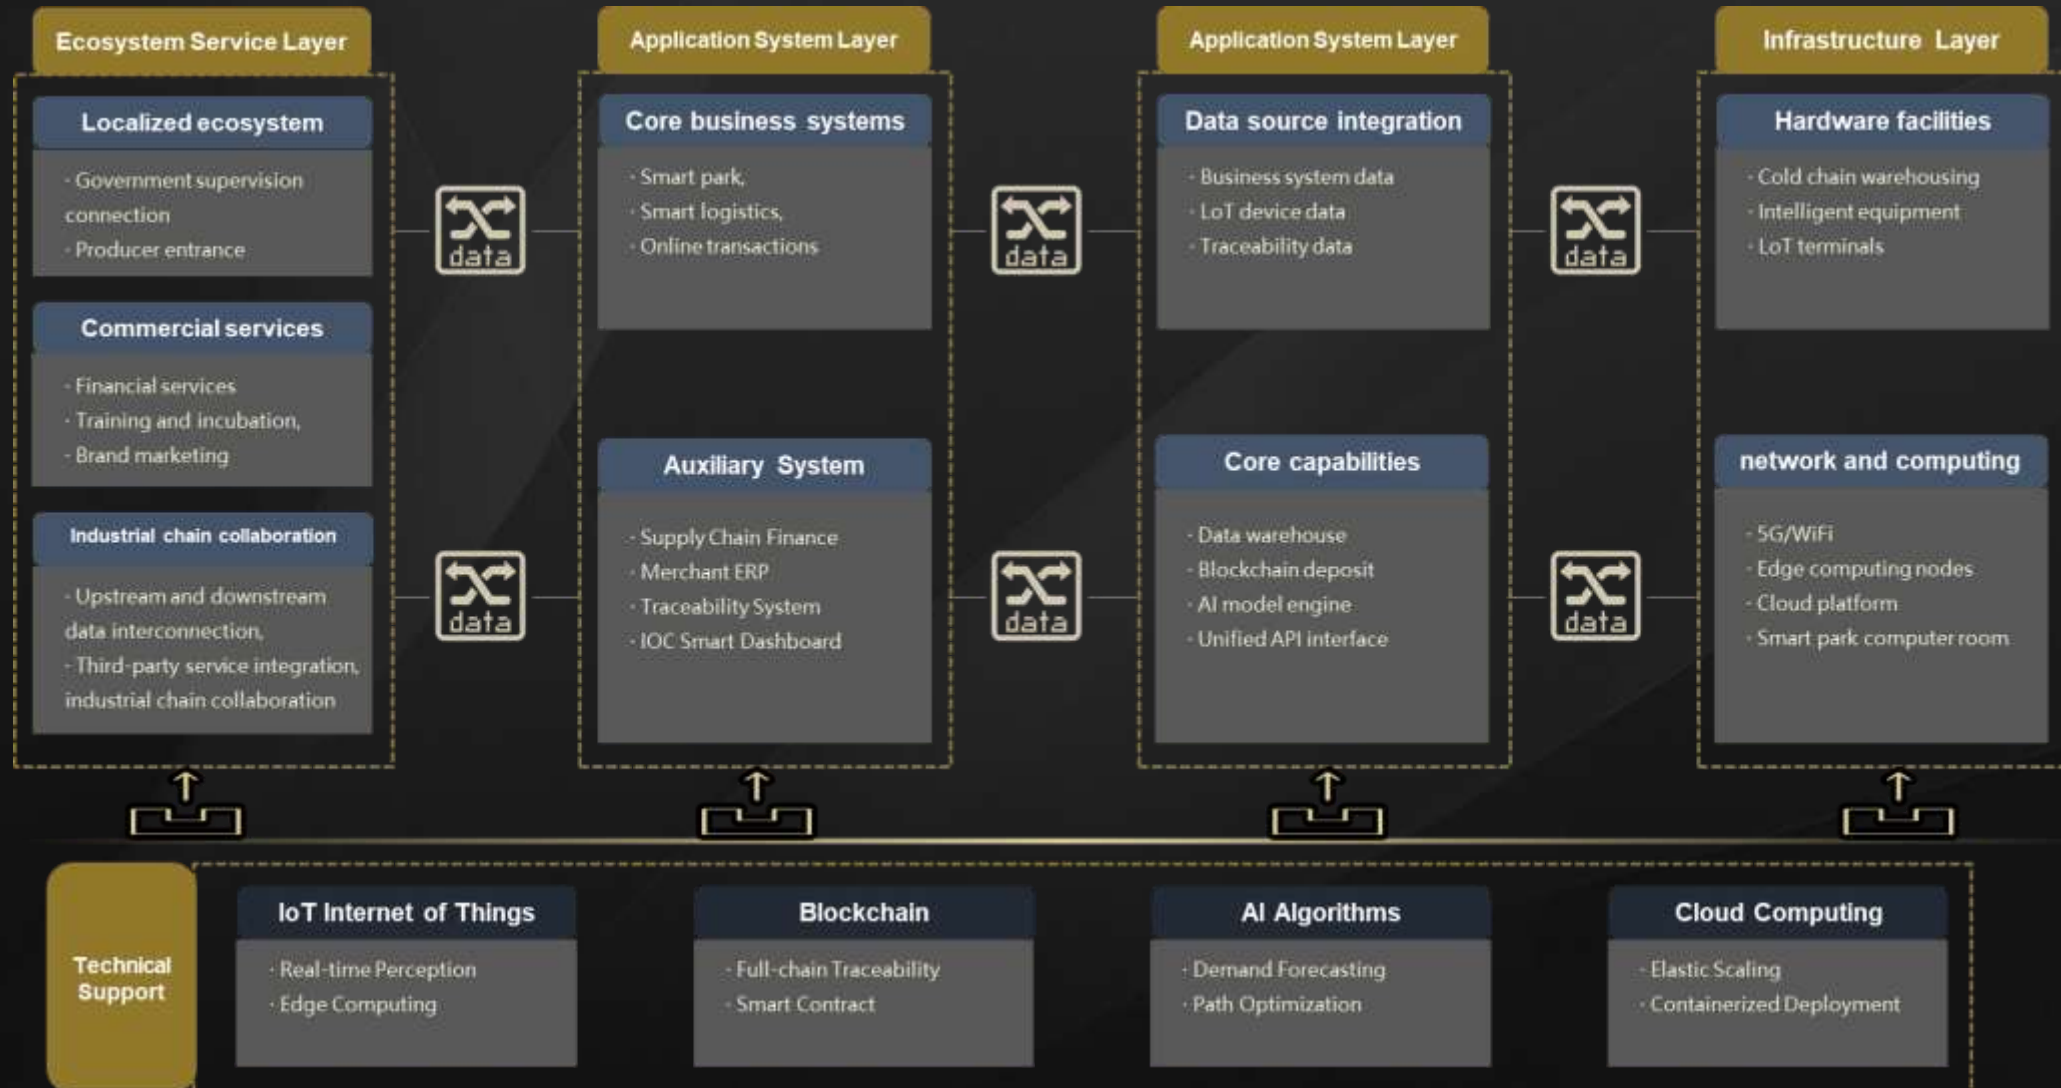 Ecosystem Service Layer
Localized ecosystem
· Government supervision
connection
· Producer entrance
Commercial services
· Financial services
· Training and incubation,
· Brand marketing
Industrial chain collaboration
· Upstream and downstream
data interconnection,
· Third-party service integration,
industrial chain collaboration
data
data
Application System Layer
Core business systems
· Smart park,
· Smart logistics,
· Online transactions
Auxiliary System
· Supply Chain Finance
· Merchant ERP
· Traceability System
· IOC Smart Dashboard
data
data
Application System Layer
Data source integration
· Business system data
· LoT device data
· Traceability data
Core capabilities
· Data warehouse
· Blockchain deposit
· AI model engine
· Unified API interface
data
data
Infrastructure Layer
Hardware facilities
· Cold chain warehousing
· Intelligent equipment
· LoT terminals
network and computing
· 5G/WiFi
· Edge computing nodes
· Cloud platform
· Smart park computer room
Technical
Support
IoT Internet of Things
· Real-time Perception
· Edge Computing
Blockchain
· Full-chain Traceability
· Smart Contract
AI Algorithms
· Demand Forecasting
· Path Optimization
Cloud Computing
· Elastic Scaling
· Containerized Deployment